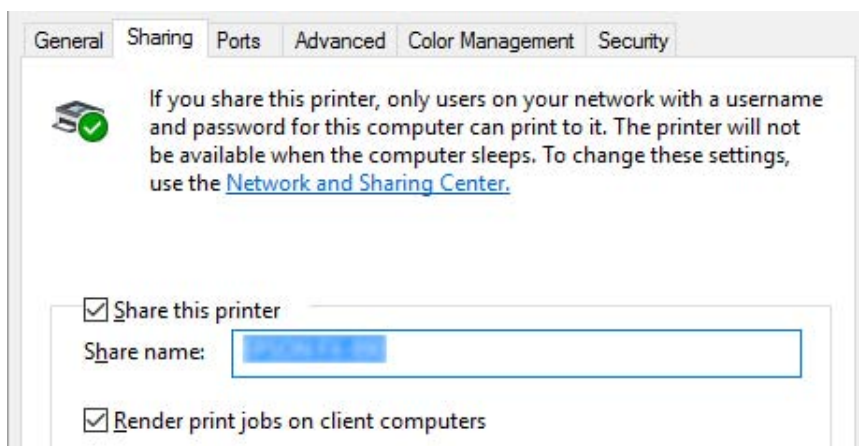 General Sharing Ports Advanced Color Management Security
If you share this printer, only users on your network with a username
and password for this computer can print to it. The printer will not
be available when the computer sleeps. To change these settings,
use the Network and Sharing Center.
Share this printer
Share name:
Render print jobs on client computers